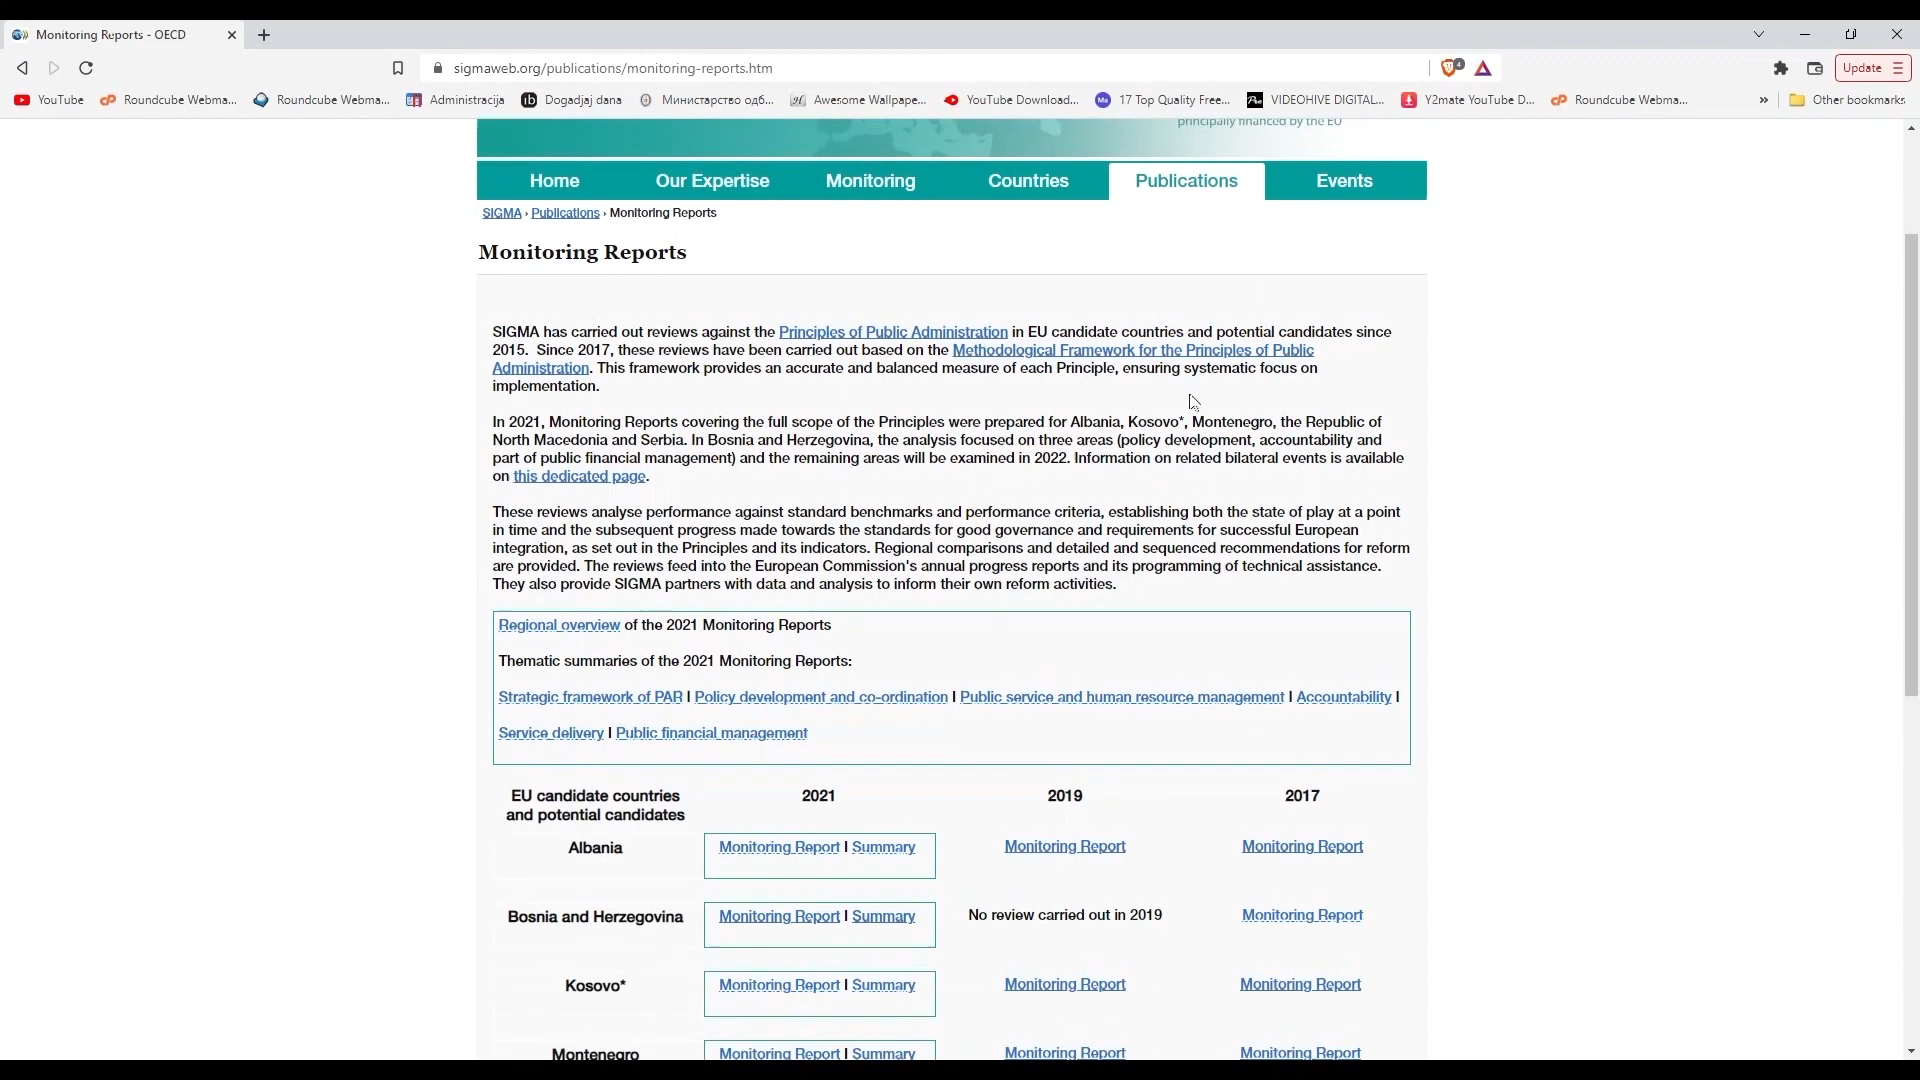 Monitoring Reports - OECD
sigmaweb.org/publications/monitoring-reports.htm
4
Update
YouTube
Roundcube Webma...
Roundcube Webma...
Administracija
Dogadjaj dana
Министарство одб...
Awesome Wallpape...
YouTube Download...
17 Top Quality Free...
VIDEOHIVE DIGITAL...
Y2mate YouTube D...
Roundcube Webma...
»
Other bookmarks
principally financed by the EU
Home
Our Expertise
Monitoring
Countries
Publications
Events
SIGMA › Publications › Monitoring Reports
Monitoring Reports
SIGMA has carried out reviews against the Principles of Public Administration in EU candidate countries and potential candidates since
2015. Since 2017, these reviews have been carried out based on the Methodological Framework for the Principles of Public
Administration. This framework provides an accurate and balanced measure of each Principle, ensuring systematic focus on
implementation.
In 2021, Monitoring Reports covering the full scope of the Principles were prepared for Albania, Kosovo*, Montenegro, the Republic of
North Macedonia and Serbia. In Bosnia and Herzegovina, the analysis focused on three areas (policy development, accountability and
part of public financial management) and the remaining areas will be examined in 2022. Information on related bilateral events is available
on this dedicated page.
These reviews analyse performance against standard benchmarks and performance criteria, establishing both the state of play at a point
in time and the subsequent progress made towards the standards for good governance and requirements for successful European
integration, as set out in the Principles and its indicators. Regional comparisons and detailed and sequenced recommendations for reform
are provided. The reviews feed into the European Commission's annual progress reports and its programming of technical assistance.
They also provide SIGMA partners with data and analysis to inform their own reform activities.
Regional overview of the 2021 Monitoring Reports
Thematic summaries of the 2021 Monitoring Reports:
Strategic framework of PAR I Policy development and co-ordination I Public service and human resource management I Accountability I
Service delivery I Public financial management
EU candidate countries
and potential candidates
2021
2019
2017
Albania
Monitoring Report I Summary
Monitoring Report
Monitoring Report
Bosnia and Herzegovina
Monitoring Report I Summary
No review carried out in 2019
Monitoring Report
Kosovo*
Monitoring Report I Summary
Monitoring Report
Monitoring Report
Montenegro
Monitoring Report I Summary
Monitoring Report
Monitoring Report